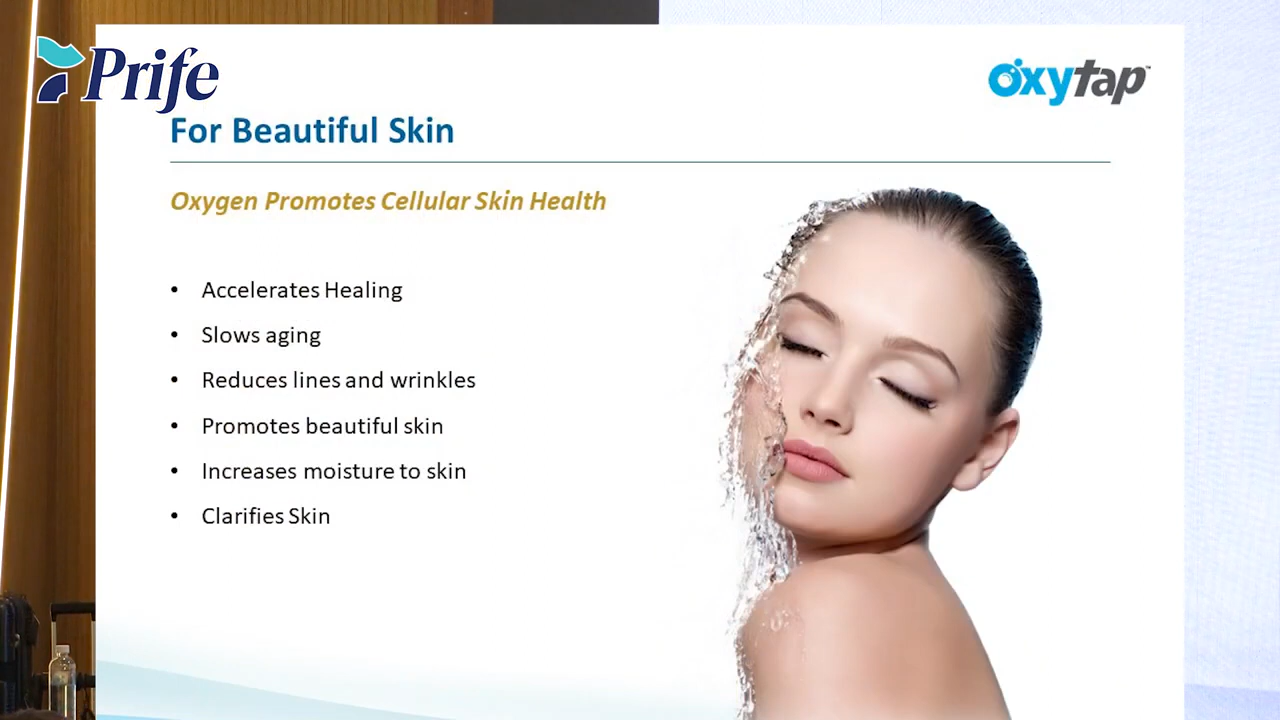 Prife
oxytap™
For Beautiful Skin
Oxygen Promotes Cellular Skin Health
• Accelerates Healing
• Slows aging
• Reduces lines and wrinkles
• Promotes beautiful skin
• Increases moisture to skin
• Clarifies Skin